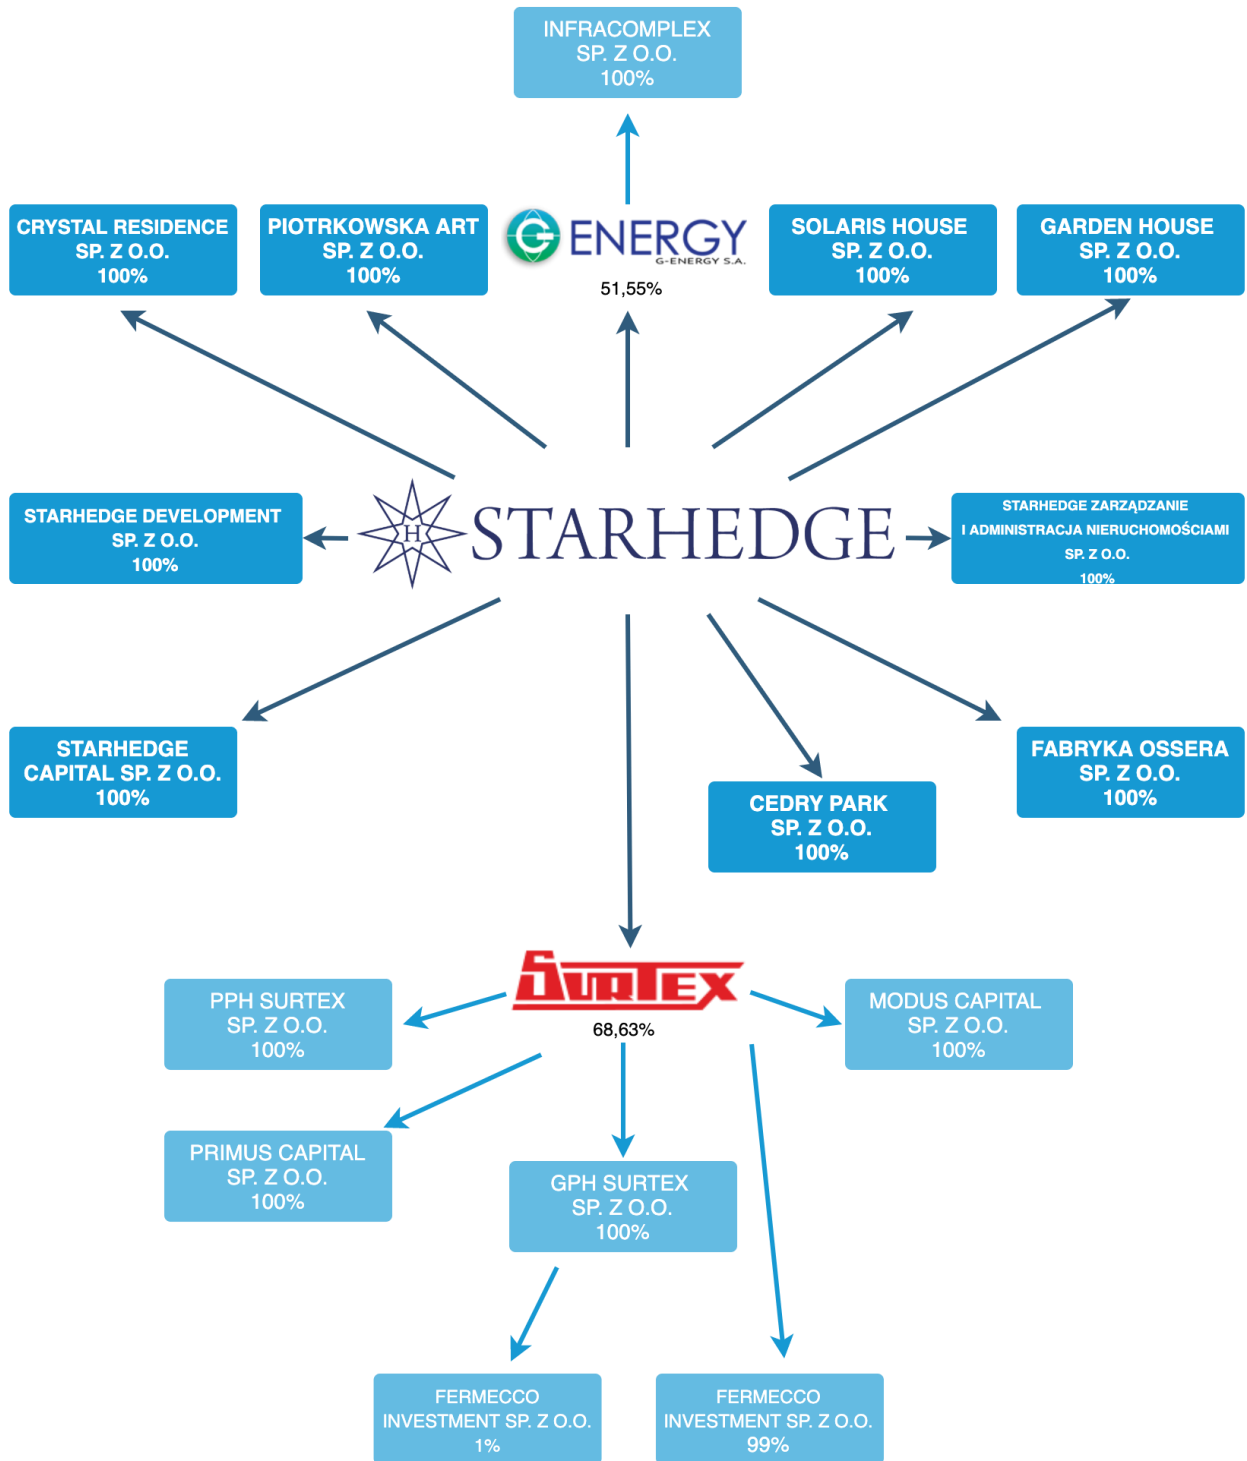 INFRACOMPLEX
SP. Z O.O.
100%
CRYSTAL RESIDENCE
SP. Z O.O.
100%
PIOTRKOWSKA ART
SP. Z O.O.
100%
G ENERGY
G-ENERGY S.A.
51,55%
SOLARIS HOUSE
SP. Z O.O.
100%
GARDEN HOUSE
SP. Z O.O.
100%
STARHEDGE DEVELOPMENT
SP. Z O.O.
100%
H STARHEDGE
STARHEDGE ZARZĄDZANIE
I ADMINISTRACJA NIERUCHOMOŚCIAMI
SP. Z O.O.
100%
STARHEDGE
CAPITAL SP. Z O.O.
100%
CEDRY PARK
SP. Z O.O.
100%
FABRYKA OSSERA
SP. Z O.O.
100%
SURTEX
68,63%
PPH SURTEX
SP. Z O.O.
100%
MODUS CAPITAL
SP. Z O.O.
100%
PRIMUS CAPITAL
SP. Z O.O.
100%
GPH SURTEX
SP. Z O.O.
100%
FERMECCO
INVESTMENT SP. Z O.O.
1%
FERMECCO
INVESTMENT SP. Z O.O.
99%